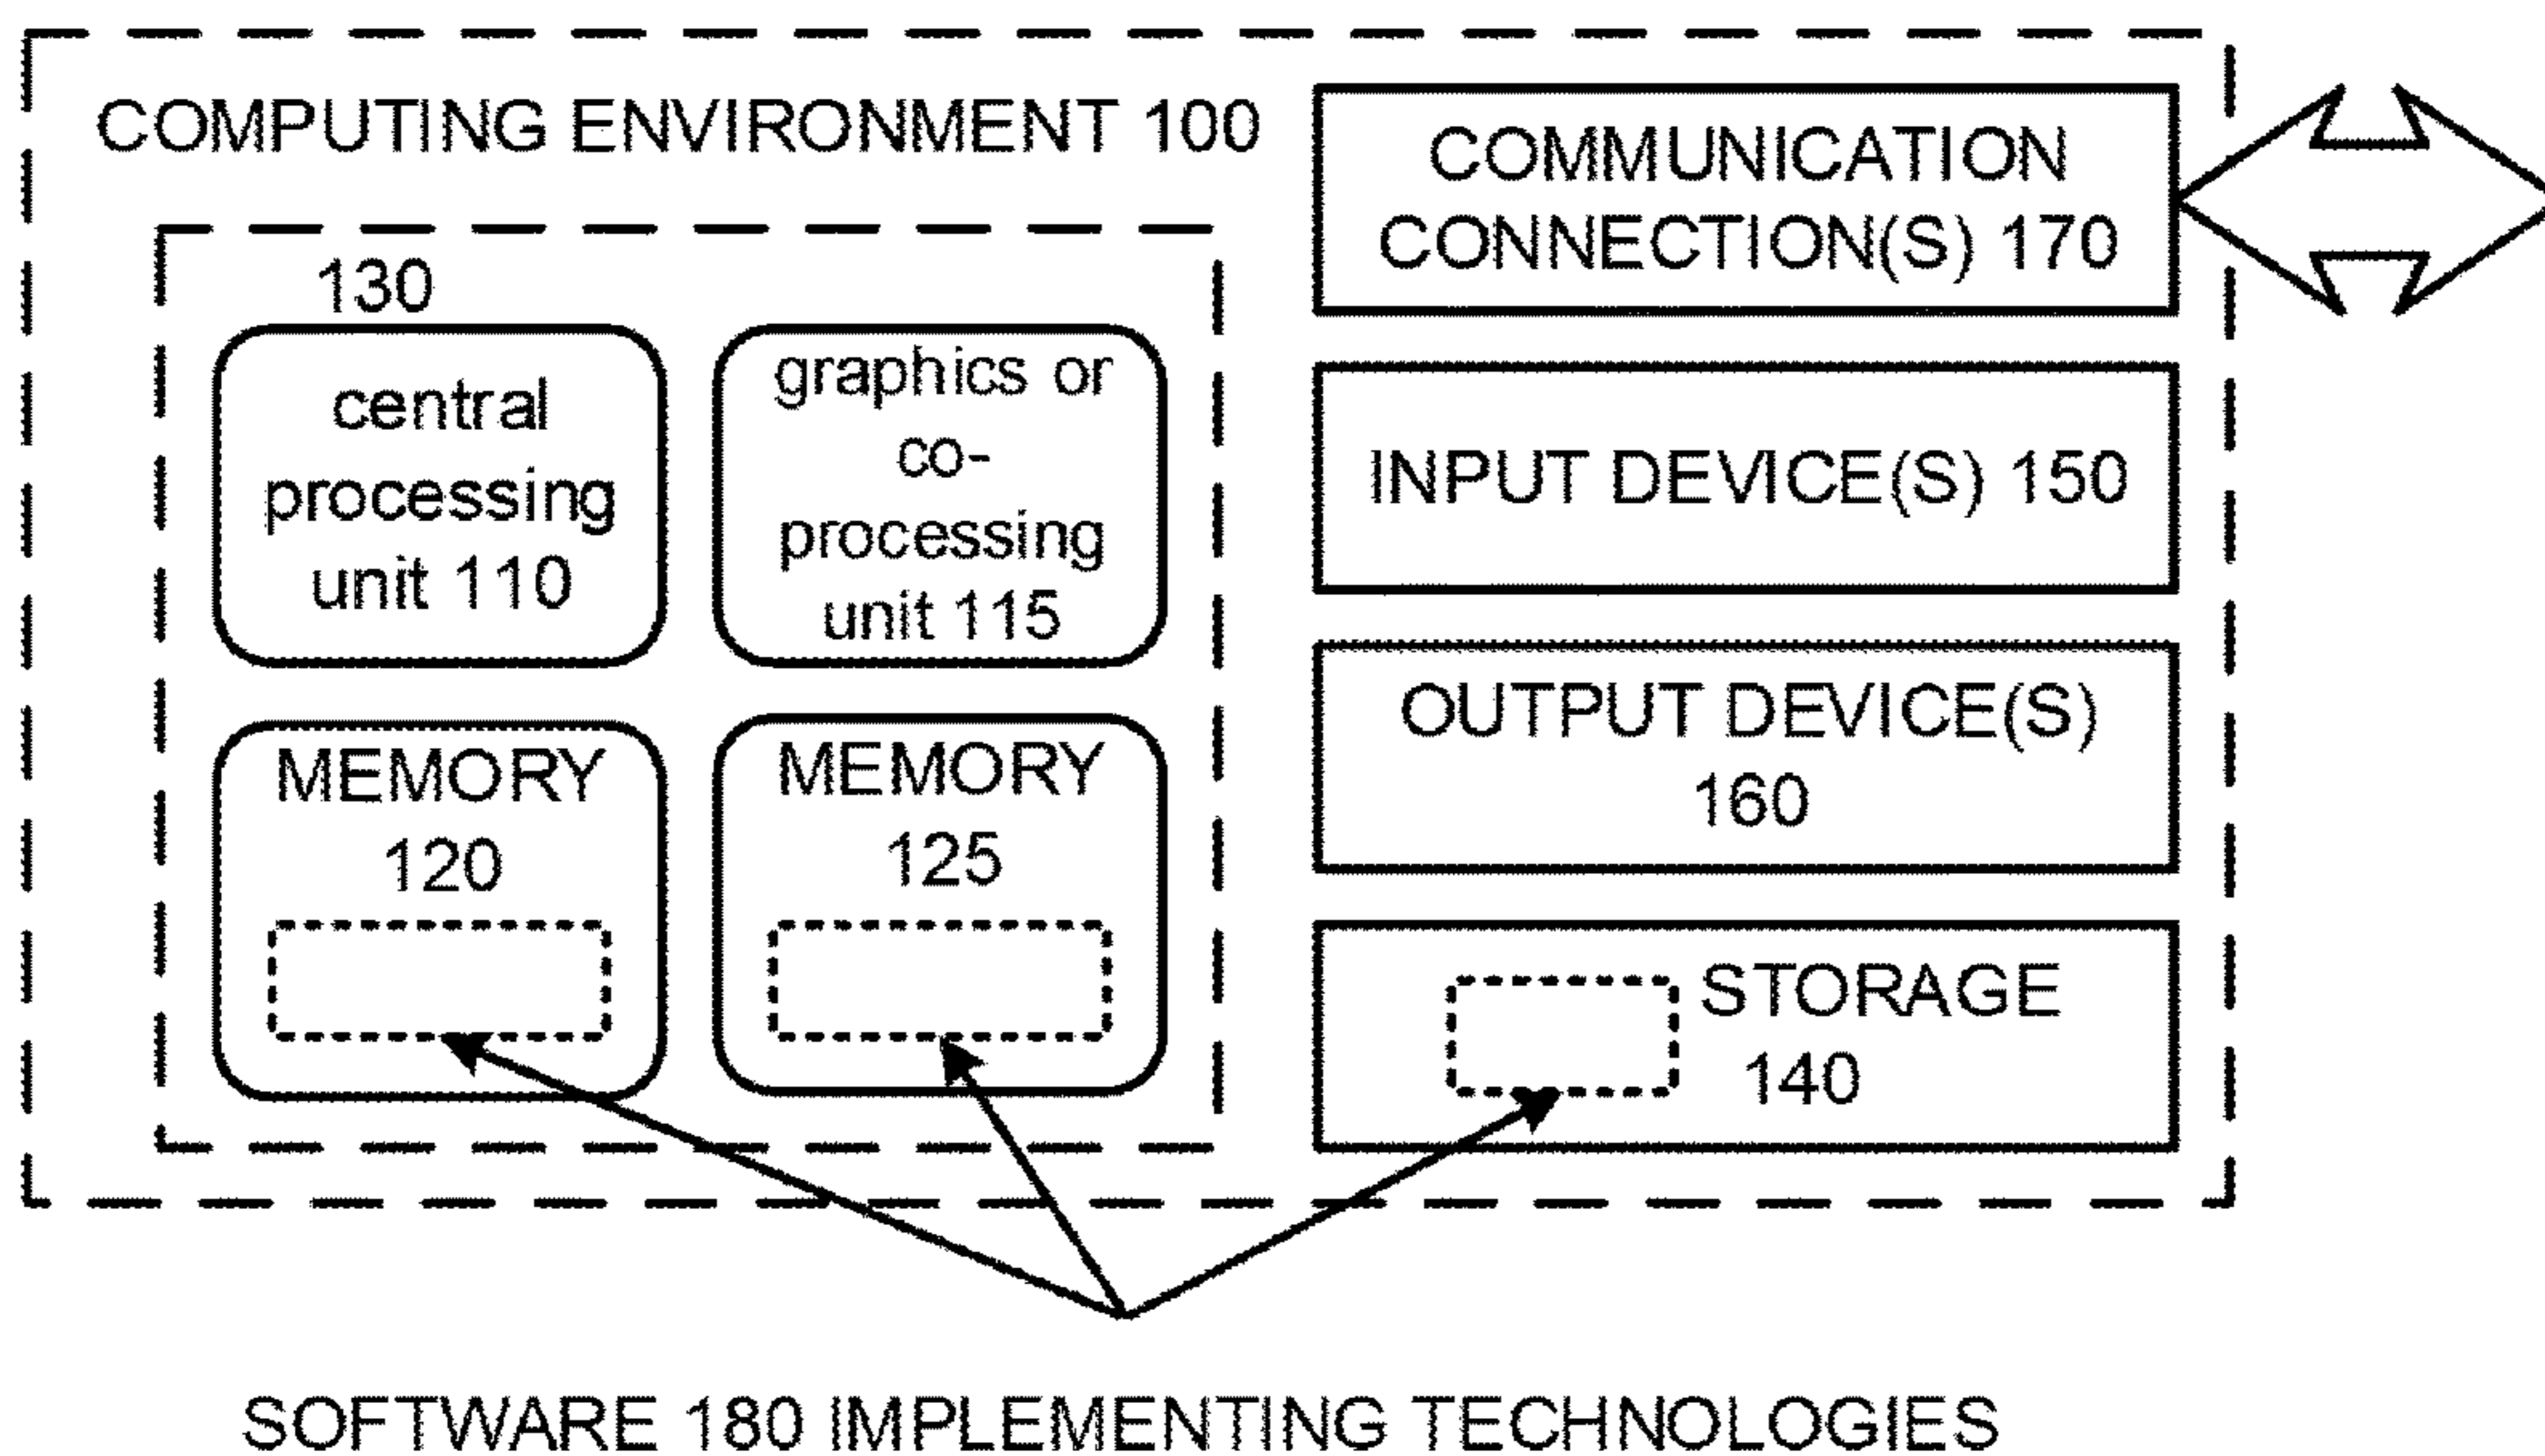 COMPUTING ENVIRONMENT 100
130
central
processing
unit 110
graphics or
co-
processing
unit 115
MEMORY
120
MEMORY
125
COMMUNICATION
CONNECTION(S) 170
INPUT DEVICE(S) 150
OUTPUT DEVICE(S)
160
STORAGE
140
SOFTWARE 180 IMPLEMENTING TECHNOLOGIES